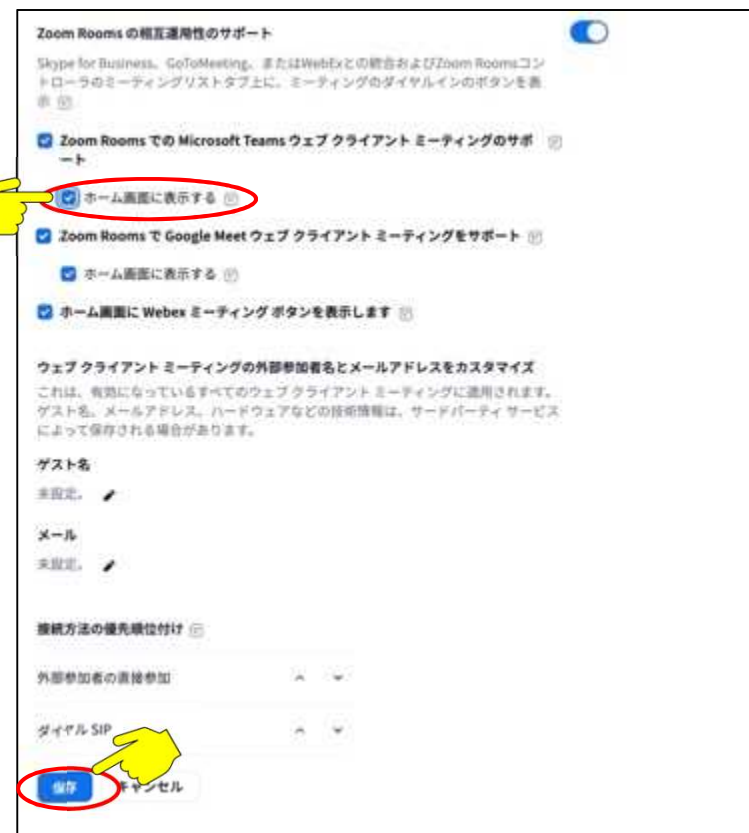 Zoom Rooms の相互運用性のサポート
Skype for Business、GoToMeeting、またはWebExとの統合およびZoom Roomsコン
トローラのミーティングリストタブ上に、ミーティングのダイヤルインのボタンを表
示
Zoom Rooms での Microsoft Teams ウェブ クライアント ミーティングのサポ
ート
ホーム画面に表示する
Zoom Rooms で Google Meet ウェブ クライアント ミーティングをサポート
ホーム画面に表示する
ホーム画面に Webex ミーティング ボタンを表示します
ウェブ クライアント ミーティングの外部参加者名とメールアドレスをカスタマイズ
これは、有効になっているすべてのウェブ クライアント ミーティングに適用されます。
ゲスト名、メールアドレス、ハードウェアなどの技術情報は、サードパーティ サービス
によって保存される場合があります。
ゲスト名
未設定。
メール
未設定。
接続方法の優先順位付け
外部参加者の直接参加
ダイヤル SIP
保存 キャンセル